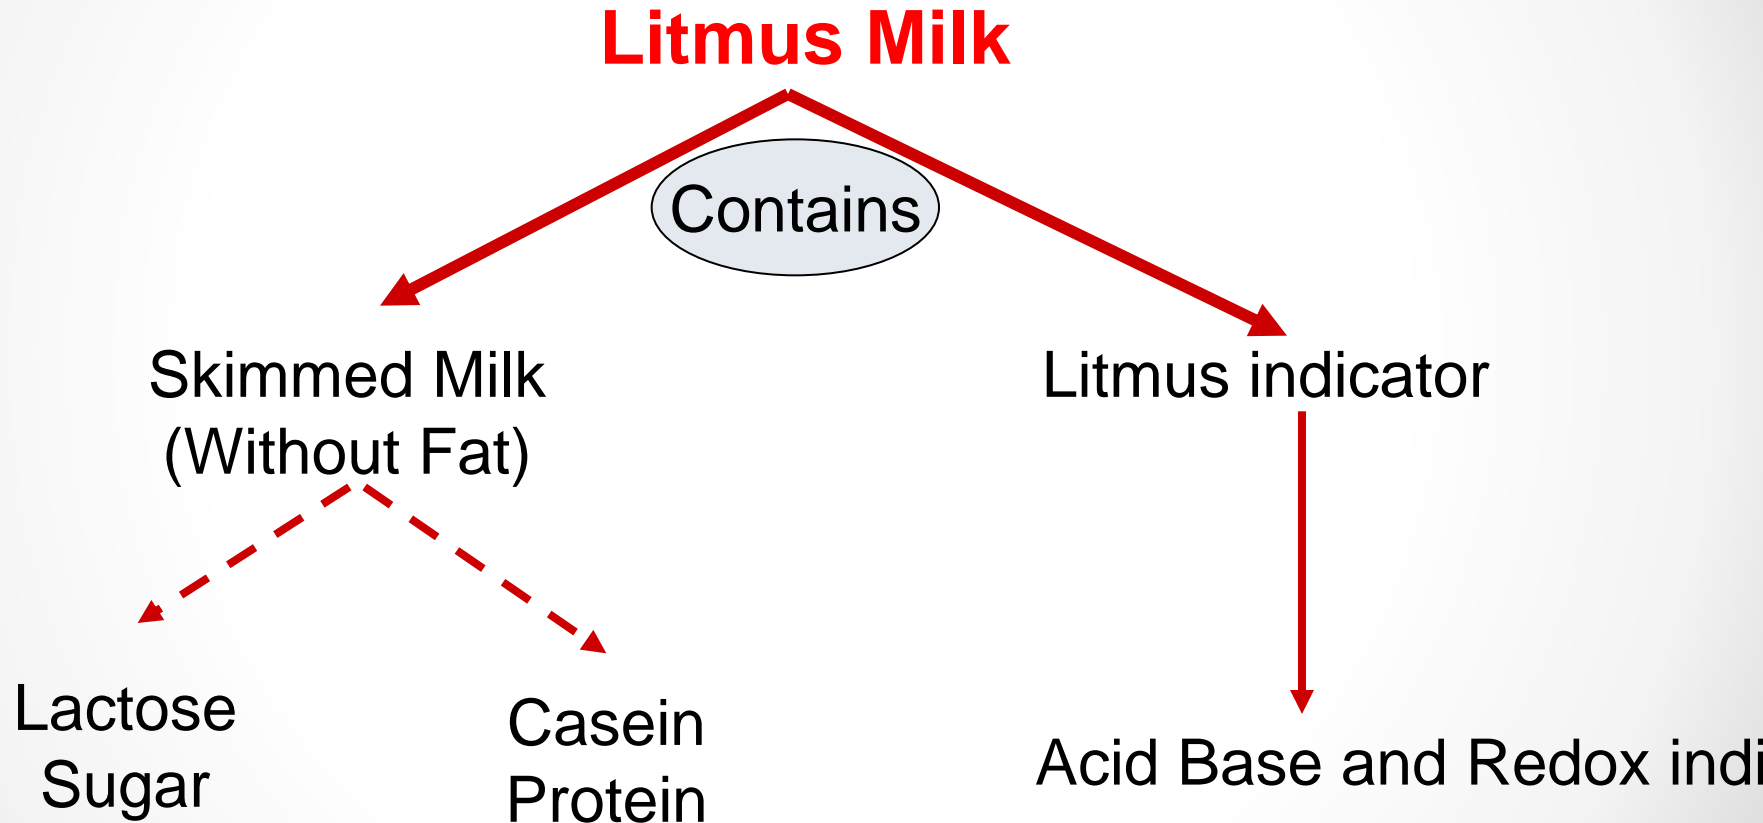 Litmus Milk
Contains
Skimmed Milk
(Without Fat)
Litmus indicator
Lactose
Sugar
Casein
Protein
Acid Base and Redox indi